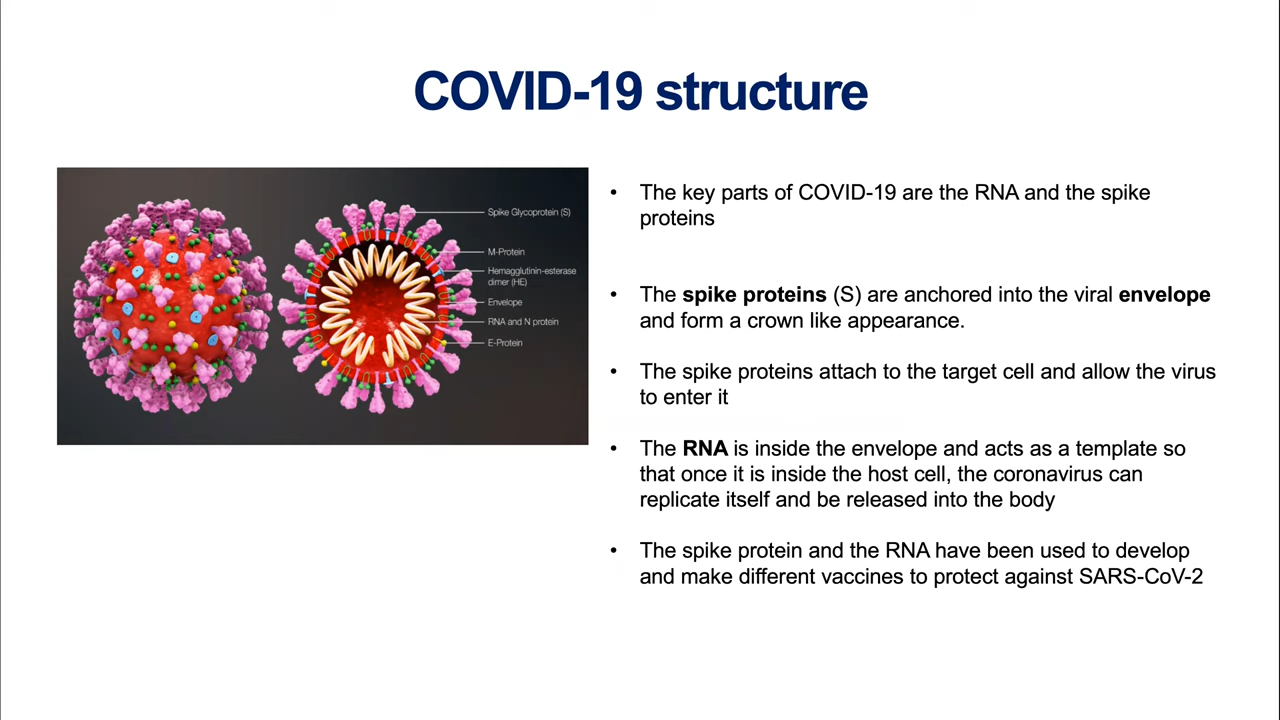 COVID-19 structure
Spike Glycoprotein (S)
M-Protein
Hemagglutinin-esterase
dimer (HE)
Envelope
RNA and N protein
E-Protein
• The key parts of COVID-19 are the RNA and the spike
proteins
• The spike proteins (S) are anchored into the viral envelope
and form a crown like appearance.
• The spike proteins attach to the target cell and allow the virus
to enter it
• The RNA is inside the envelope and acts as a template so
that once it is inside the host cell, the coronavirus can
replicate itself and be released into the body
• The spike protein and the RNA have been used to develop
and make different vaccines to protect against SARS-CoV-2